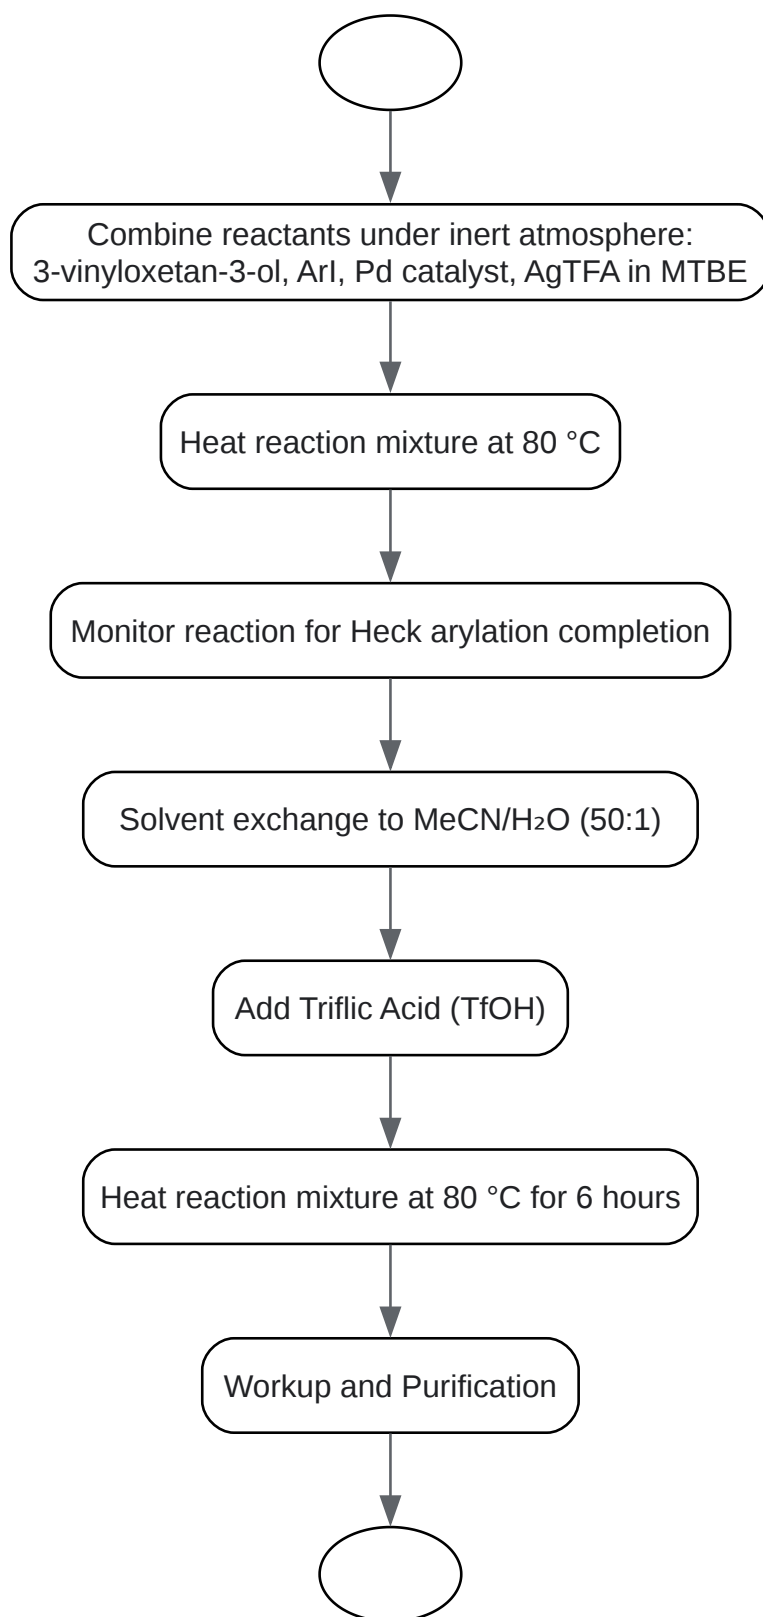 Combine reactants under inert atmosphere:
3-vinyloxetan-3-ol, ArI, Pd catalyst, AgTFA in MTBE
Heat reaction mixture at 80 °C
Monitor reaction for Heck arylation completion
Solvent exchange to MeCN/H₂O (50:1)
Add Triflic Acid (TfOH)
Heat reaction mixture at 80 °C for 6 hours
Workup and Purification